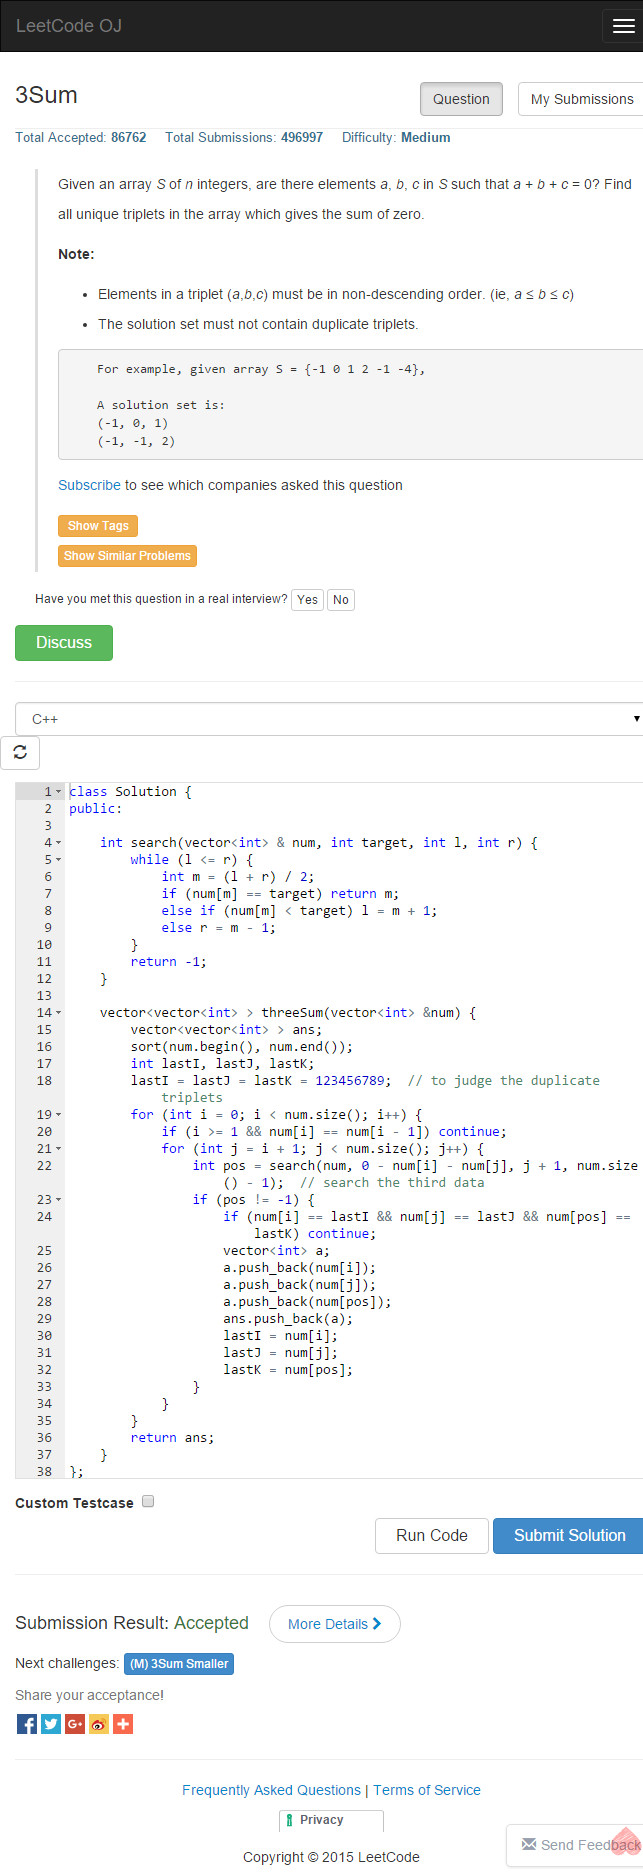 LeetCode OJ
3Sum
Question
My Submissions
Total Accepted: 86762 Total Submissions: 496997 Difficulty: Medium
Given an array S of n integers, are there elements a, b, c in S such that a + b + c = 0? Find
all unique triplets in the array which gives the sum of zero.
Note:
• Elements in a triplet (a,b,c) must be in non-descending order. (ie, a ≤ b ≤ c)
• The solution set must not contain duplicate triplets.
For example, given array S = {-1 0 1 2 -1 -4},
A solution set is:
(-1, 0, 1)
(-1, -1, 2)
Subscribe to see which companies asked this question
Show Tags
Show Similar Problems
Have you met this question in a real interview? Yes No
Discuss
C++
1 class Solution {
2 public:
3
4     int search(vector<int> & num, int target, int l, int r) {
5         while (l <= r) {
6             int m = (l + r) / 2;
7             if (num[m] == target) return m;
8             else if (num[m] < target) l = m + 1;
9             else r = m - 1;
10         }
11         return -1;
12     }
13
14     vector<vector<int> > threeSum(vector<int> &num) {
15         vector<vector<int> > ans;
16         sort(num.begin(), num.end());
17         int lastI, lastJ, lastK;
18         lastI = lastJ = lastK = 123456789;  // to judge the duplicate
triplets
19         for (int i = 0; i < num.size(); i++) {
20             if (i >= 1 && num[i] == num[i - 1]) continue;
21             for (int j = i + 1; j < num.size(); j++) {
22                 int pos = search(num, 0 - num[i] - num[j], j + 1, num.size
() - 1);  // search the third data
23                 if (pos != -1) {
24                     if (num[i] == lastI && num[j] == lastJ && num[pos] ==
lastK) continue;
25                     vector<int> a;
26                     a.push_back(num[i]);
27                     a.push_back(num[j]);
28                     a.push_back(num[pos]);
29                     ans.push_back(a);
30                     lastI = num[i];
31                     lastJ = num[j];
32                     lastK = num[pos];
33                 }
34             }
35         }
36         return ans;
37     }
38 };
Custom Testcase
Run Code
Submit Solution
Submission Result: Accepted
More Details
Next challenges: (M) 3Sum Smaller
Share your acceptance!
Frequently Asked Questions | Terms of Service
Privacy
Copyright © 2015 LeetCode
Send Feedback